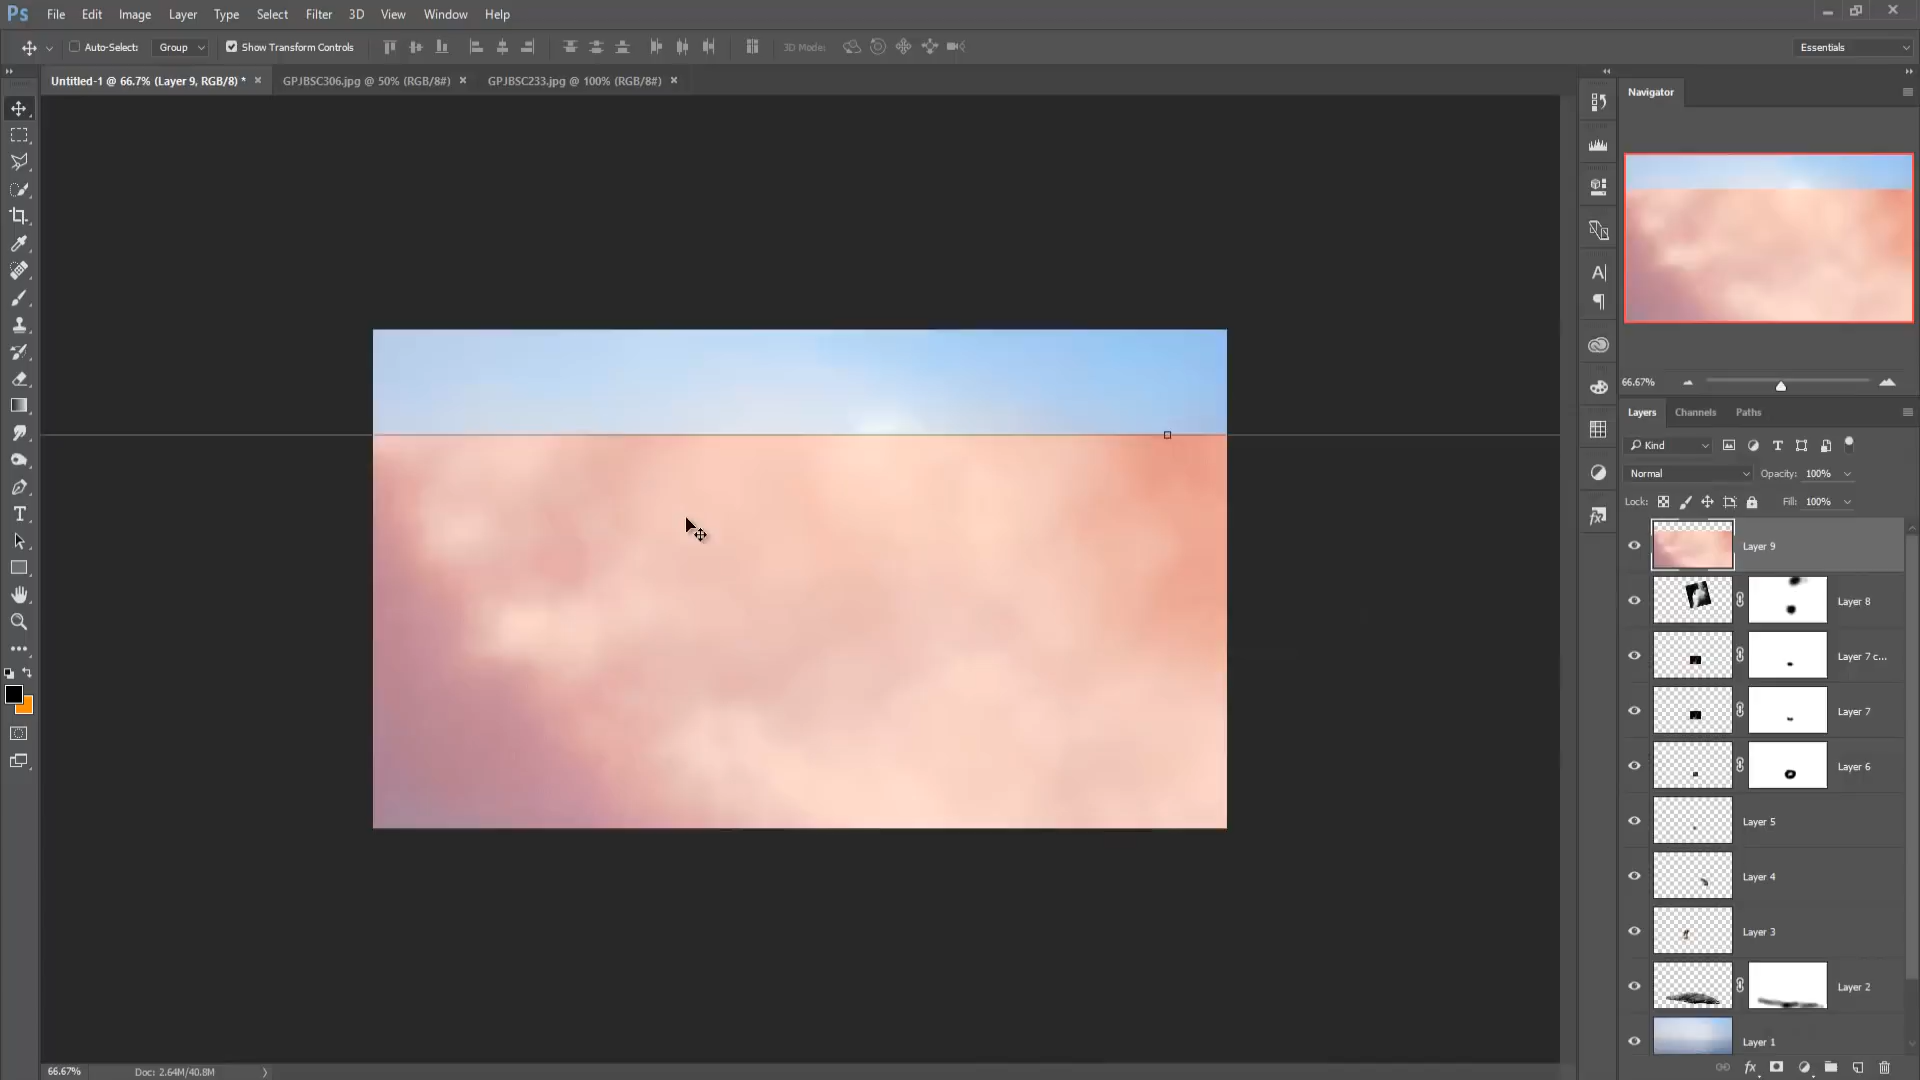 Ps File Edit Image Layer Type Select Filter 3D View Window Help
Auto-Select: Group Show Transform Controls 3D Mode: Essentials
Untitled-1 @ 66.7% (Layer 9, RGB/8) * × GPJBSC306.jpg @ 50% (RGB/8#) × GPJBSC233.jpg @ 100% (RGB/8#) ×
Navigator
66.67%
Layers Channels Paths
Kind
Normal Opacity: 100%
Lock: Fill: 100%
Layer 9
Layer 8
Layer 7 c...
Layer 7
Layer 6
Layer 5
Layer 4
Layer 3
Layer 2
Layer 1
66.67% Doc: 2.64M/40.8M